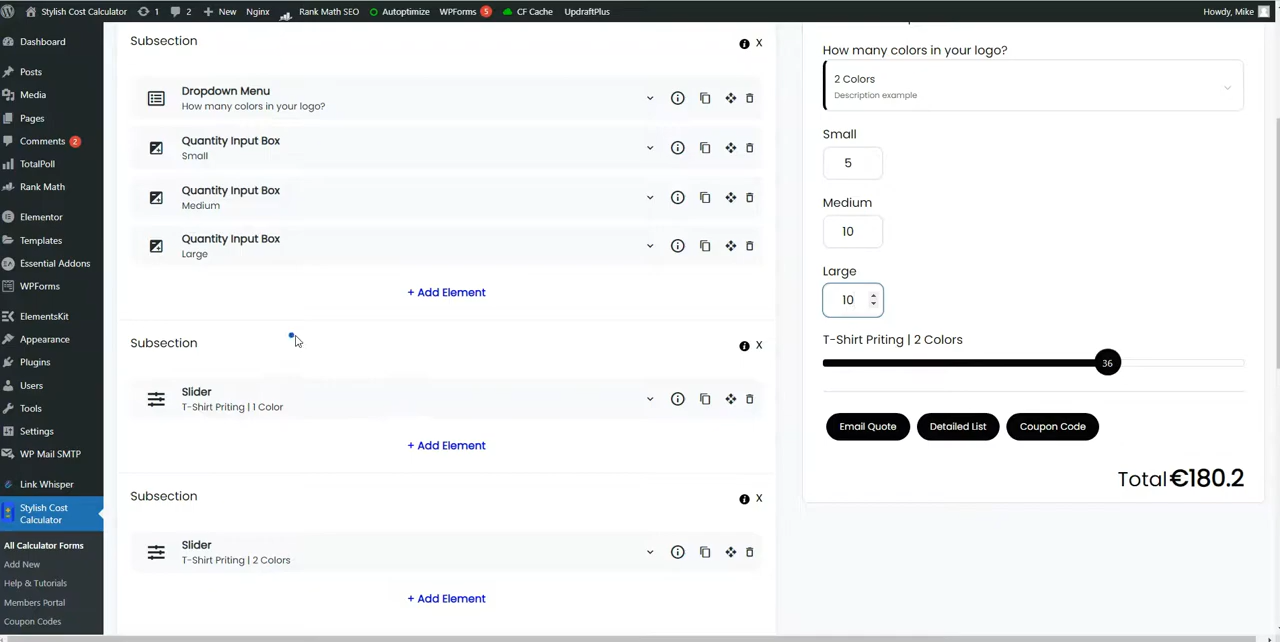 Stylish Cost Calculator 1 2 New Nginx Rank Math SEO Autoptimize WPForms 5 CF Cache UpdraftPlus Howdy, Mike
Dashboard
Posts
Media
Pages
Comments 2
TotalPoll
Rank Math
Elementor
Templates
Essential Addons
WPForms
ElementsKit
Appearance
Plugins
Users
Tools
Settings
WP Mail SMTP
Link Whisper
Stylish Cost
Calculator
All Calculator Forms
Add New
Help & Tutorials
Members Portal
Coupon Codes
Subsection
X
Dropdown Menu
How many colors in your logo?
Quantity Input Box
Small
Quantity Input Box
Medium
Quantity Input Box
Large
+ Add Element
Subsection
X
Slider
T-Shirt Priting | 1 Color
+ Add Element
Subsection
X
Slider
T-Shirt Priting | 2 Colors
+ Add Element
How many colors in your logo?
2 Colors
Description example
Small
5
Medium
10
Large
10
T-Shirt Priting | 2 Colors
36
Email Quote Detailed List Coupon Code
Total €180.2